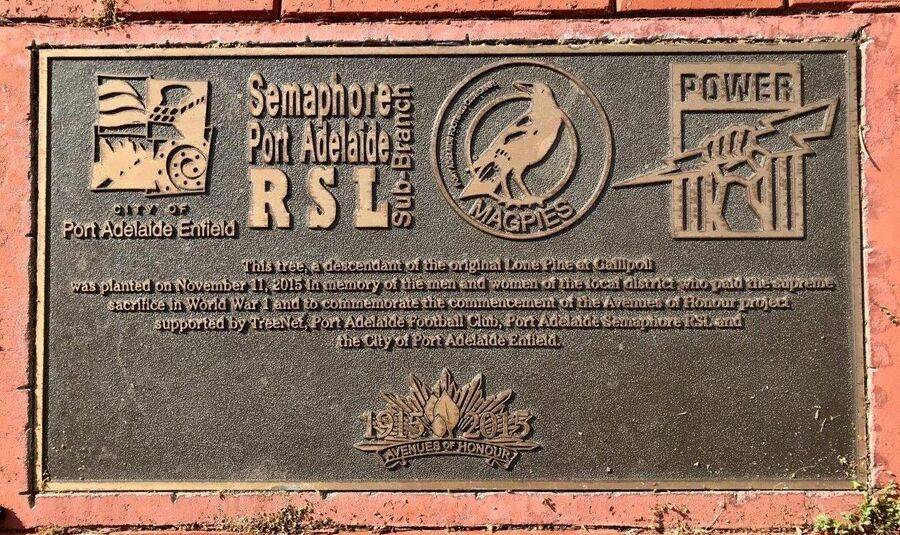 CITY OF
Port Adelaide Enfield
Semaphore
Port Adelaide
RSL
Sub-Branch
MAGPIES
POWER
This tree, a descendant of the original Lone Pine at Gallipoli
was planted on November 11, 2015 in memory of the men and women of the local district who paid the supreme
sacrifice in World War 1 and to commemorate the commencement of the Avenues of Honour project
supported by TreeNet, Port Adelaide Football Club, Port Adelaide Semaphore RSL and
the City of Port Adelaide Enfield.
1915 2015
AVENUES OF HONOUR